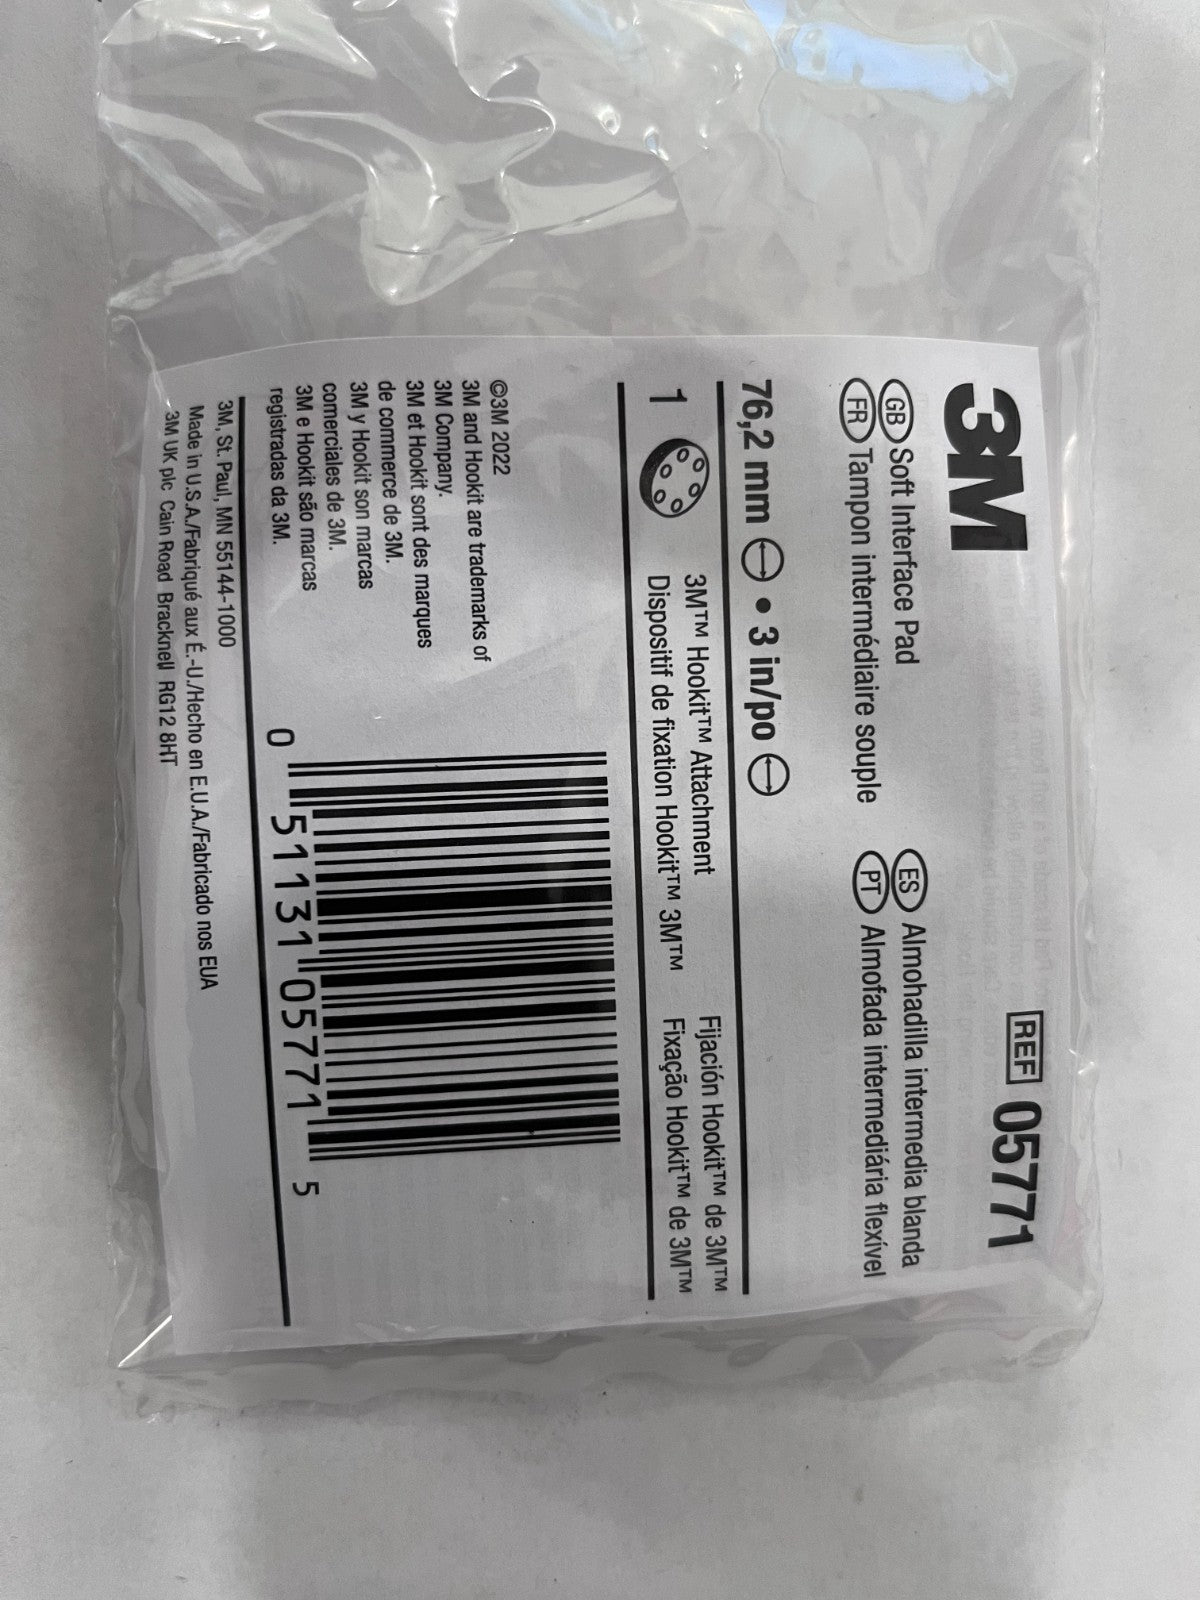 3M
REF 05771
GB Soft Interface Pad
FR Tampon intermédiaire souple
ES Almohadilla intermedia blanda
PT Almofada intermediária flexível
76,2 mm • 3 in/po
1
3M™ Hookit™ Attachment
Dispositif de fixation Hookit™ 3M™
Fijación Hookit™ de 3M™
Fixação Hookit™ de 3M™
©3M 2022
3M and Hookit are trademarks of
3M Company.
3M et Hookit sont des marques
de commerce de 3M.
3M y Hookit son marcas
comerciales de 3M.
3M e Hookit são marcas
registradas da 3M.
0 51131 05771 5
3M, St. Paul, MN 55144-1000
Made in U.S.A./Fabriqué aux É.-U./Hecho en E.U.A./Fabricado nos EUA
3M UK plc Cain Road Bracknell RG12 8HT